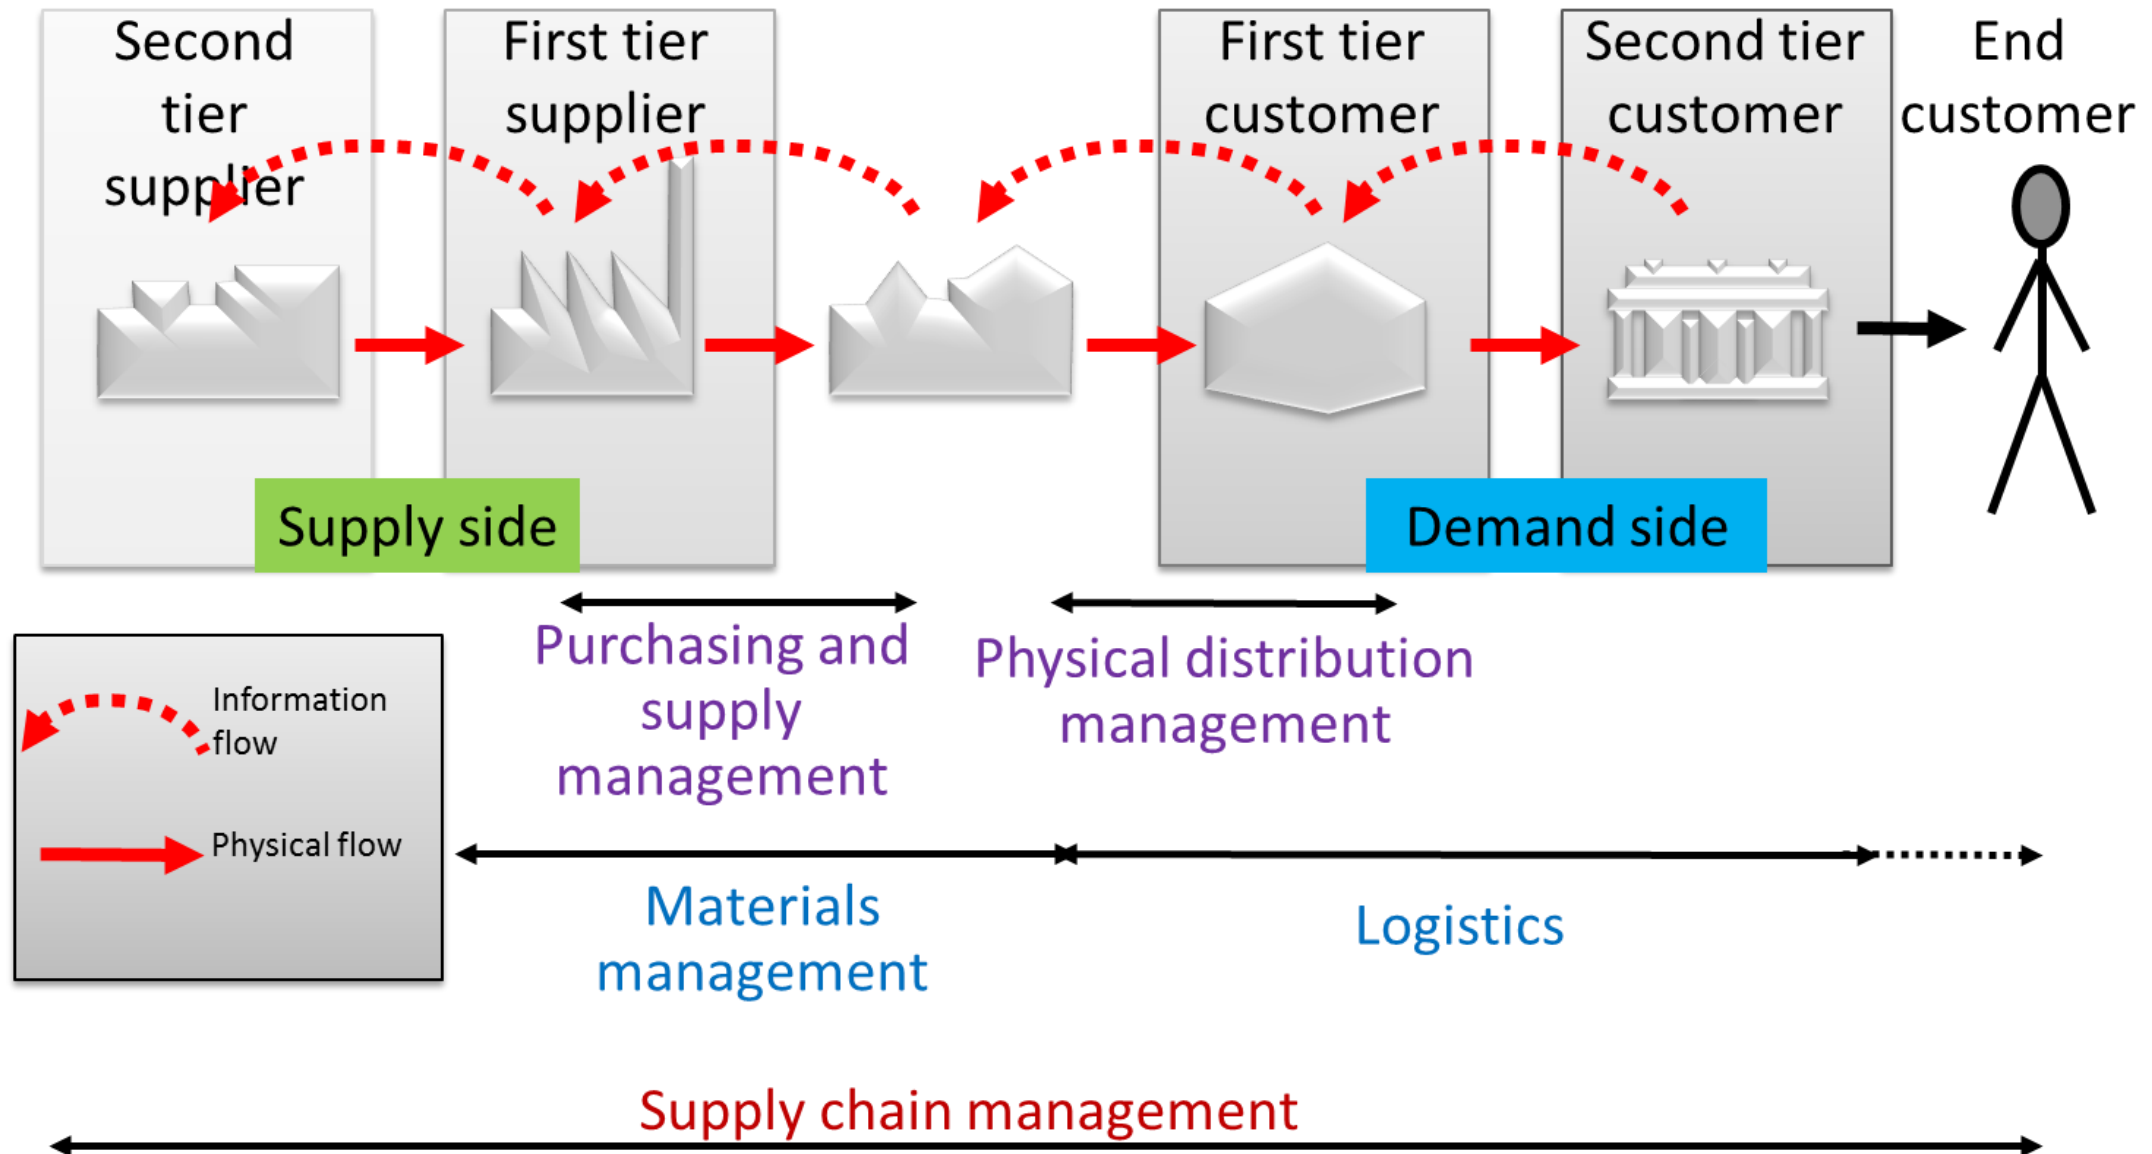 Second
tier
supplier
First tier
supplier
First tier
customer
Second tier
customer
End
customer
Supply side
Demand side
Purchasing and
supply
management
Physical distribution
management
Information
flow
Physical flow
Materials
management
Logistics
Supply chain management